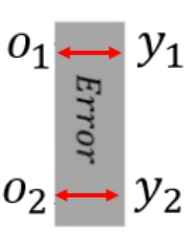 o₁ y₁
Error
o₂ y₂